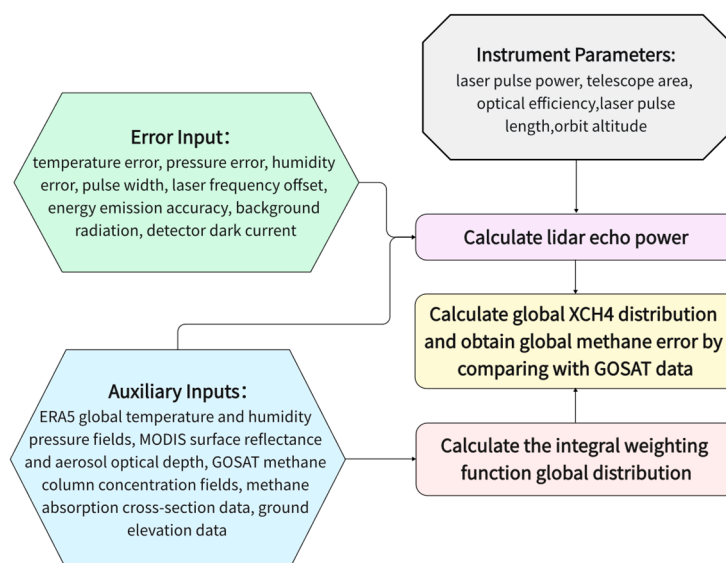 Instrument Parameters:
laser pulse power, telescope area,
optical efficiency,laser pulse
length,orbit altitude
Error Input：
temperature error, pressure error, humidity
error, pulse width, laser frequency offset,
energy emission accuracy, background
radiation, detector dark current
Calculate lidar echo power
Calculate global XCH4 distribution
and obtain global methane error by
comparing with GOSAT data
Auxiliary Inputs：
ERA5 global temperature and humidity
pressure fields, MODIS surface reflectance
and aerosol optical depth, GOSAT methane
column concentration fields, methane
absorption cross-section data, ground
elevation data
Calculate the integral weighting
function global distribution